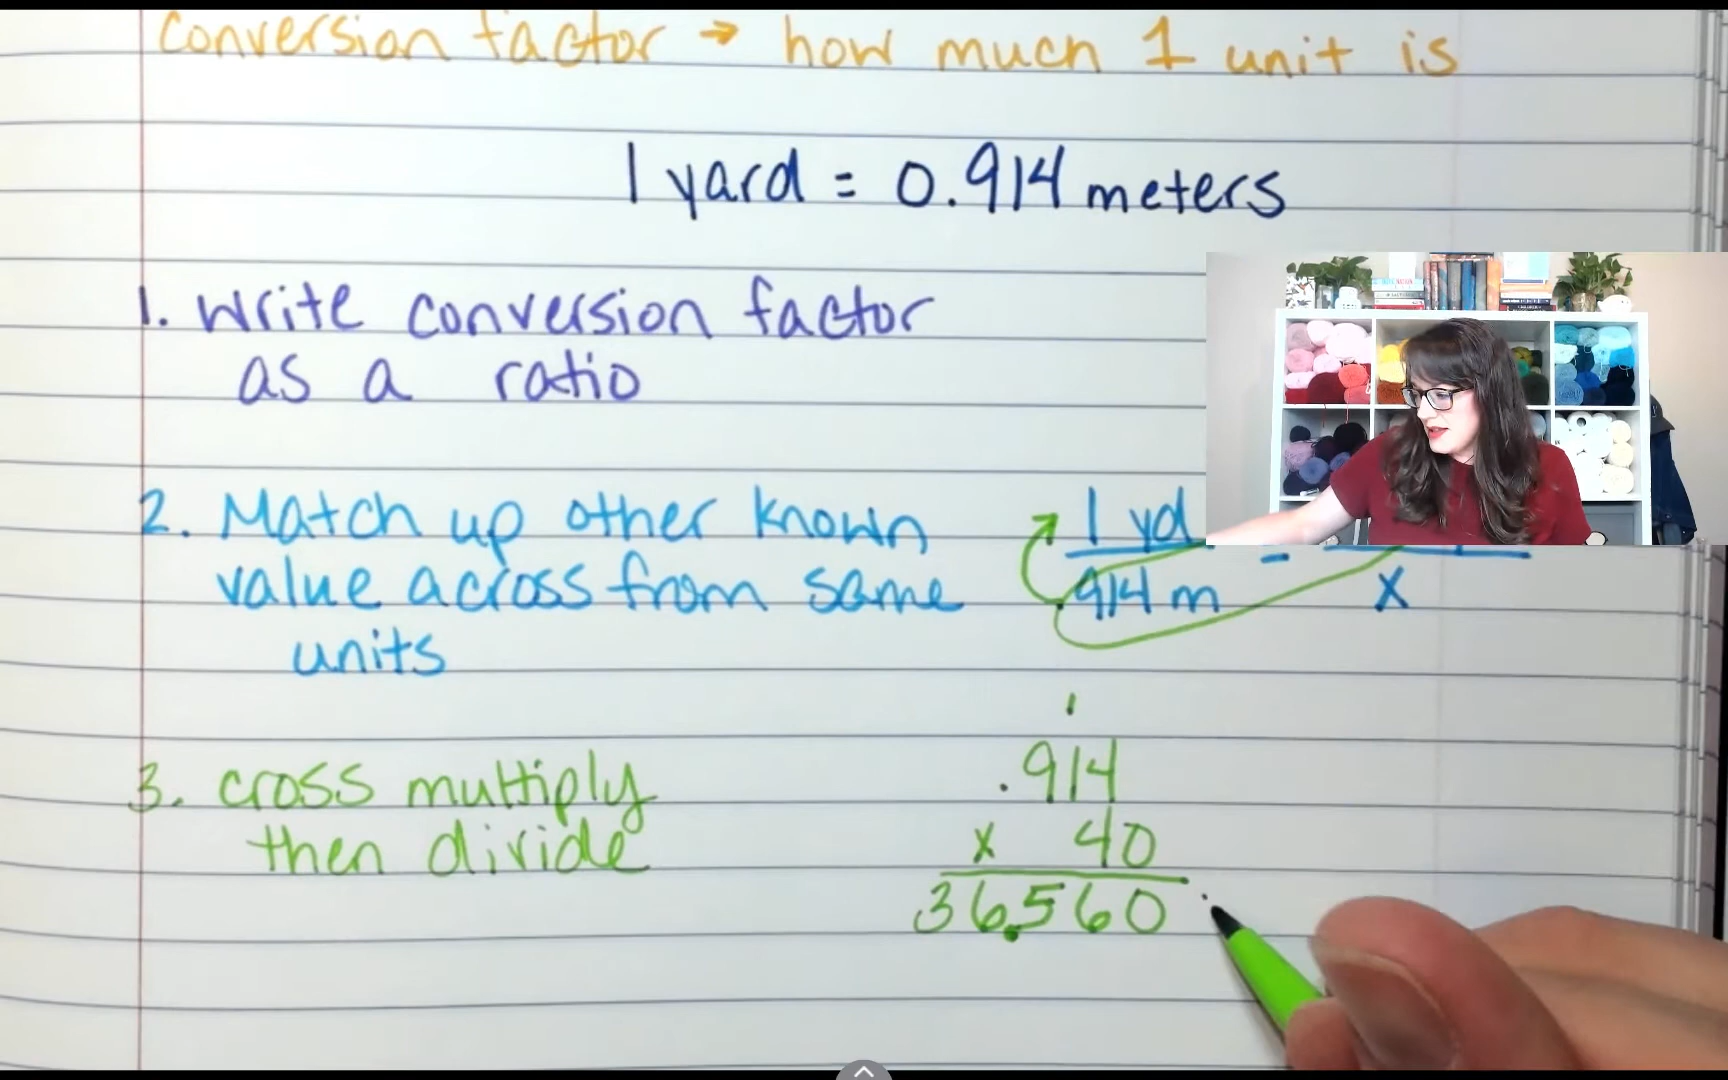 conversion factor → how much 1 unit is
1 yard = 0.914 meters
1. Write conversion factor
as a ratio
2. Match up other known
value across from same
units
1 yd
.914 m
=
x
3. cross multiply
then divide
1
.914
x 40
36.560